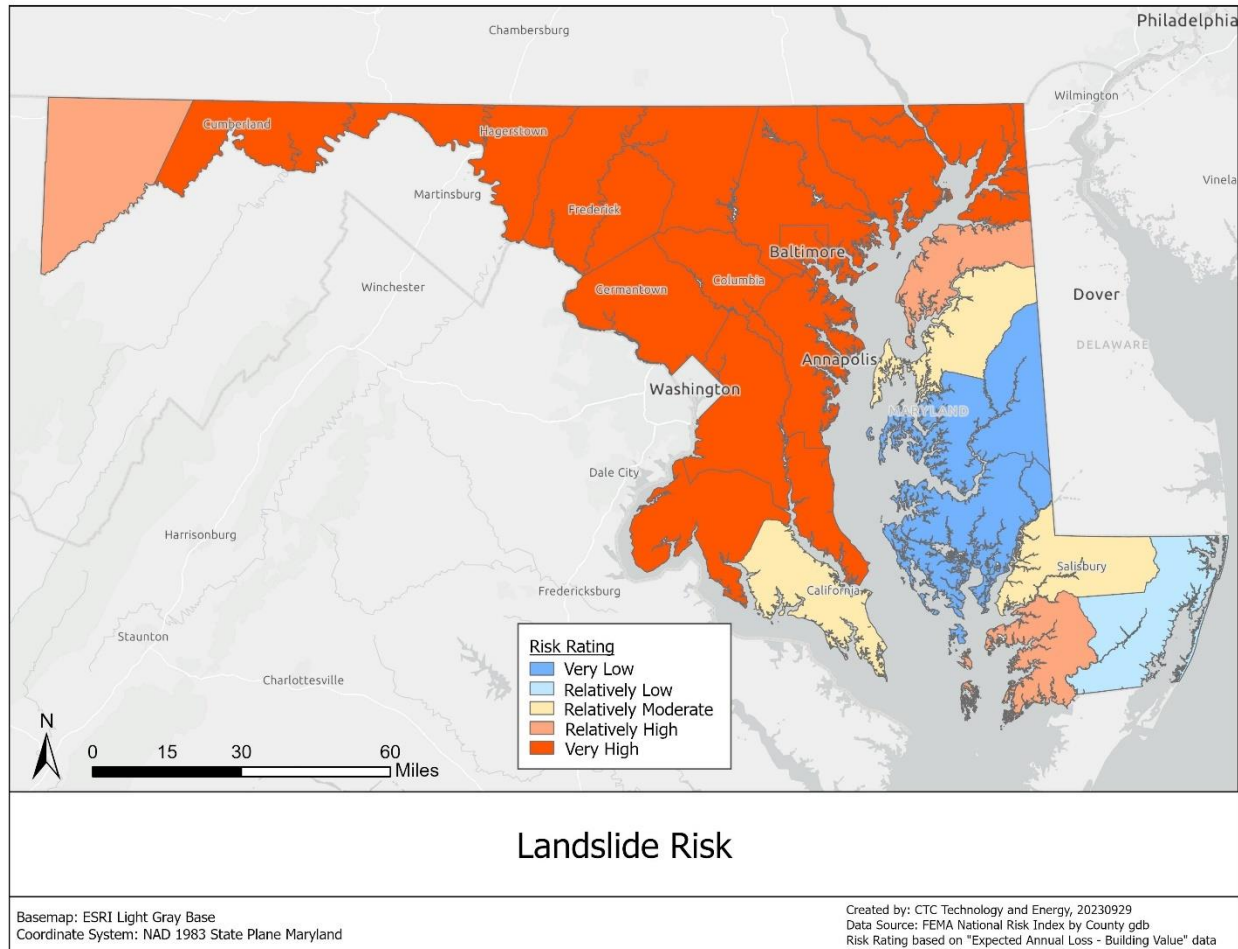 Philadelphia
Chambersburg
Wilmington
Cumberland
Hagerstown
Martinsburg
Vinela
Frederick
Baltimore
Winchester
Germantown
Columbia
Dover
DELAWARE
Annapolis
Washington
MARYLAND
Dale City
Harrisonburg
Salisbury
Fredericksburg
California
Staunton
Charlottesville
Risk Rating
Very Low
Relatively Low
Relatively Moderate
Relatively High
Very High
N
0 15 30 60
Miles
Landslide Risk
Basemap: ESRI Light Gray Base
Coordinate System: NAD 1983 State Plane Maryland
Created by: CTC Technology and Energy, 20230929
Data Source: FEMA National Risk Index by County gdb
Risk Rating based on "Expected Annual Loss - Building Value" data